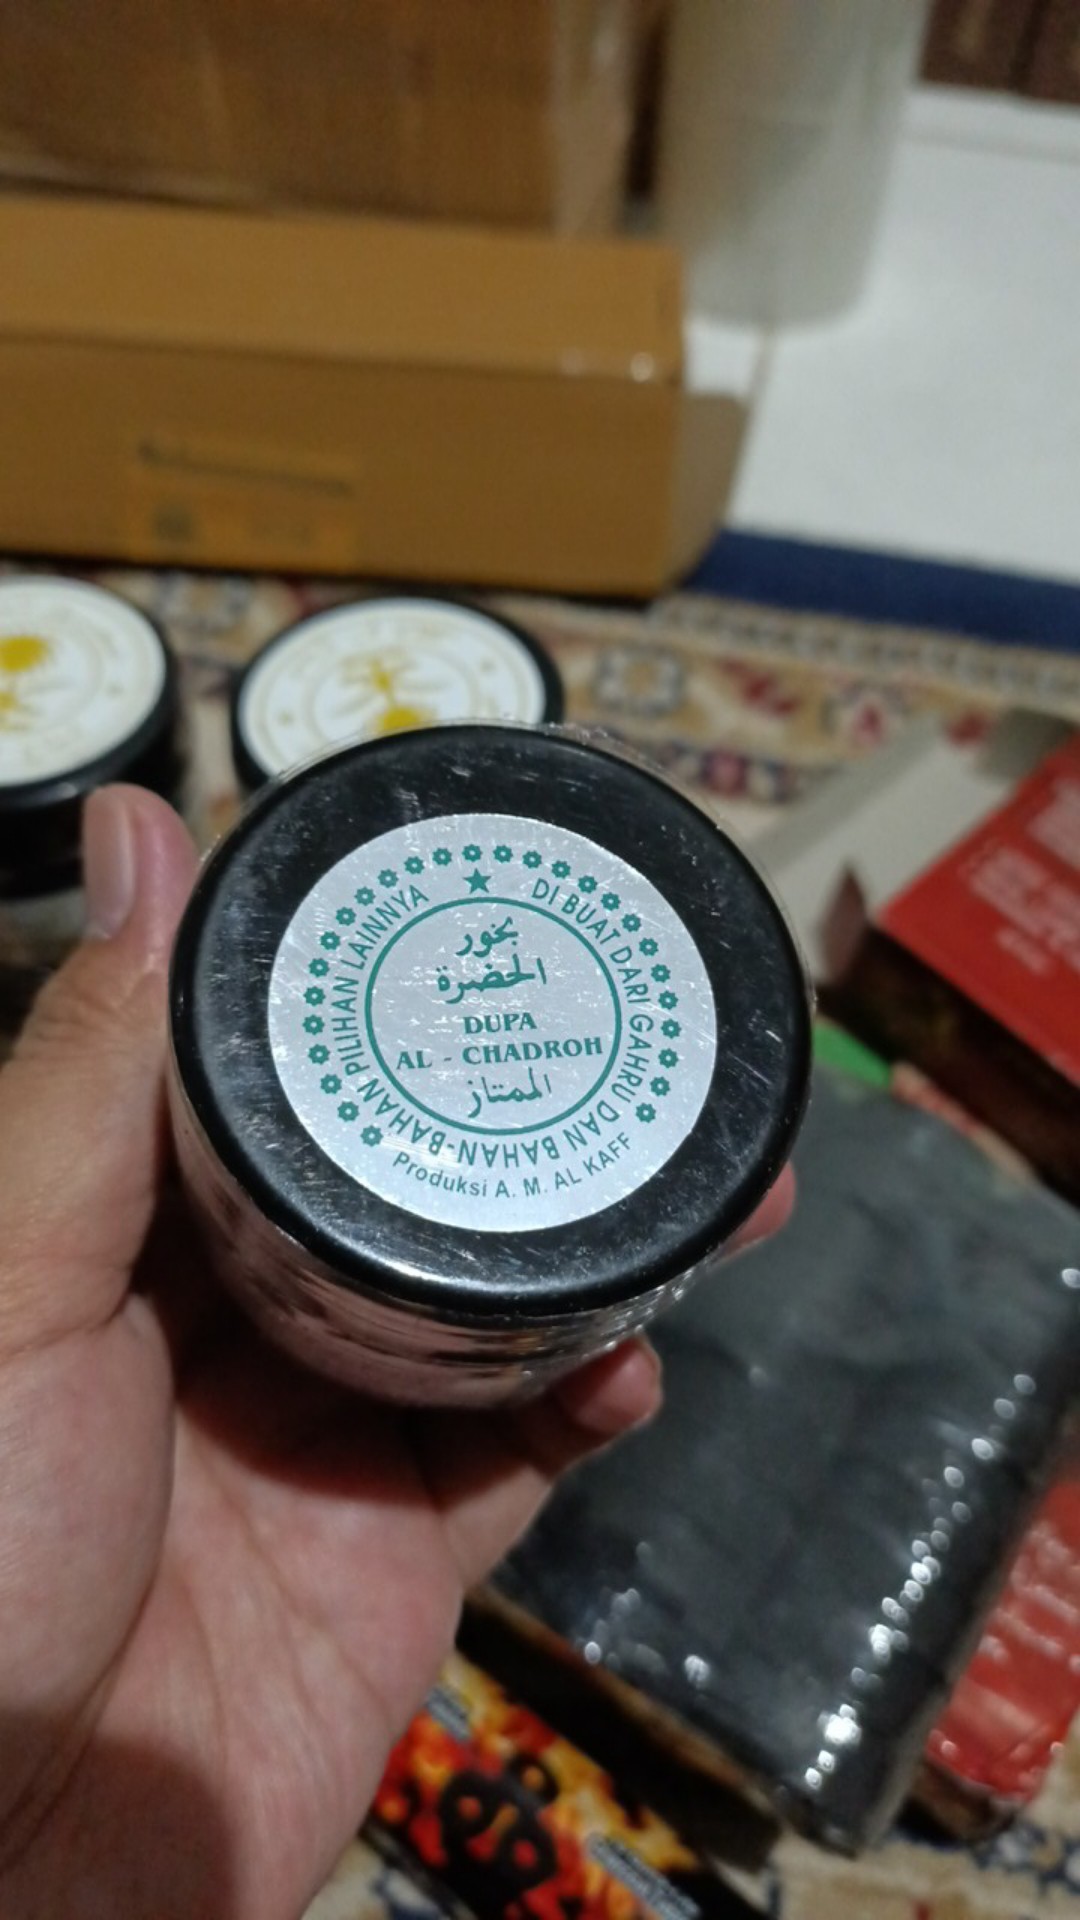 بخور
الحضرة
DUPA
AL - CHADROH
الممتاز
DI BUAT DARI GAHRU DAN BAHAN-BAHAN PILIHAN LAINNYA
Produksi A. M. AL KAFF